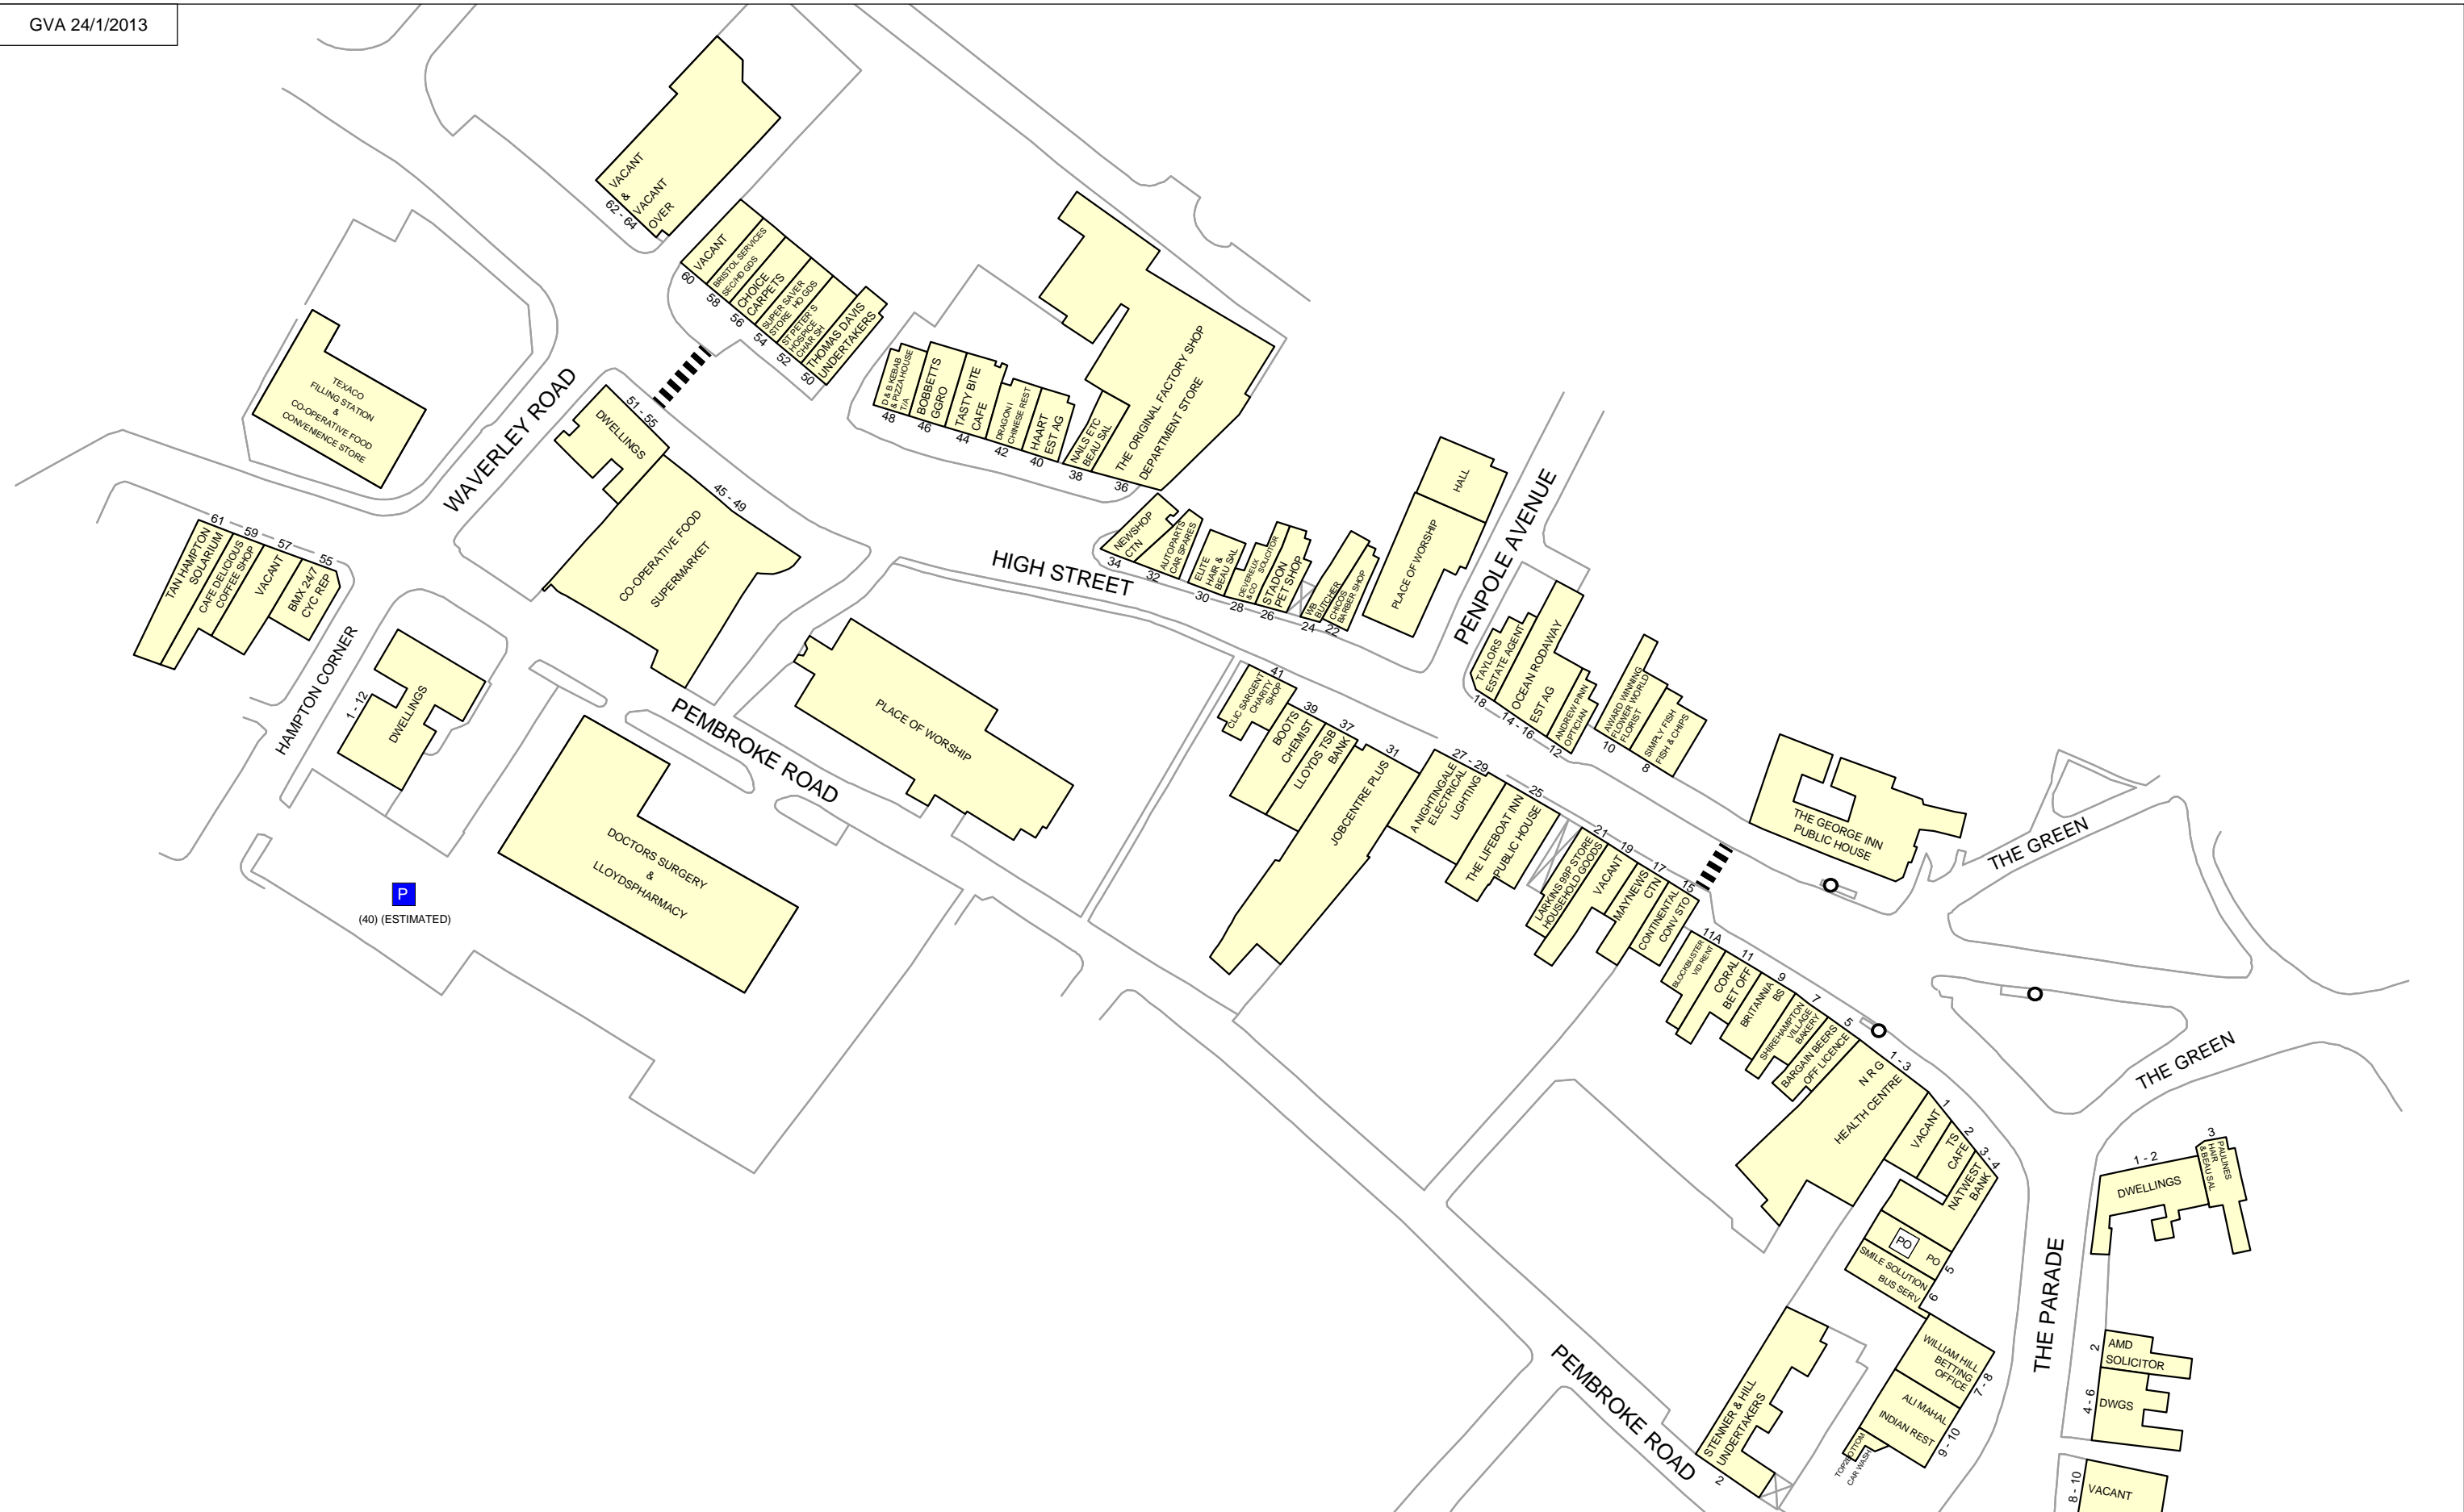 GVA 24/1/2013
VACANT
&
VACANT
OVER
62 - 64
VACANT
60
BRISTOL SERVICES
SEC/HD GDS
58
CHOICE
CARPETS
56
SUPER SAVER
STORE HO GDS
54
ST PETER'S
HOSPICE
CHAR SH
52
THOMAS DAVIS
UNDERTAKERS
50
D & B KEBAB
& PIZZA HOUSE
T/A
48
BOBBETTS
GGRO
46
TASTY BITE
CAFE
44
DRAGON I
CHINESE REST
42
HAART
EST AG
40
NAILS ETC
BEAU SAL
38
THE ORIGINAL FACTORY SHOP
DEPARTMENT STORE
36
TEXACO
FILLING STATION
&
CO-OPERATIVE FOOD
CONVENIENCE STORE
WAVERLEY ROAD
51 - 55
DWELLINGS
45 - 49
CO-OPERATIVE FOOD
SUPERMARKET
61
TAN HAMPTON
SOLARIUM
59
CAFE DELICIOUS
COFFEE SHOP
57
VACANT
55
BMX 24/7
CYC REP
HAMPTON CORNER
1 - 12
DWELLINGS
PEMBROKE ROAD
DOCTORS SURGERY
&
LLOYDSPHARMACY
P
(40) (ESTIMATED)
PLACE OF WORSHIP
HIGH STREET
NEWSHOP
CTN
34
AUTOPARTS
CAR SPARES
32
ELITE
HAIR &
BEAU SAL
30
DEVEREUX
& CO SOLICITOR
28
STADON
PET SHOP
26
WB
BUTCHER
24
CHICOS
BARBER SHOP
22
HALL
PLACE OF WORSHIP
PENPOLE AVENUE
TAYLORS
ESTATE AGENT
18
OCEAN RODAWAY
EST AG
14 - 16
ANDREW PINN
OPTICIAN
12
AWARD WINNING
FLOWER WORLD
FLORIST
10
SIMPLY FISH
FISH & CHIPS
8
THE GEORGE INN
PUBLIC HOUSE
THE GREEN
41
CLIC SARGENT
CHARITY
SHOP
39
BOOTS
CHEMIST
37
LLOYDS TSB
BANK
31
JOBCENTRE PLUS
27 - 29
A NIGHTINGALE
ELECTRICAL
LIGHTING
25
THE LIFEBOAT INN
PUBLIC HOUSE
21
LARKINS 99P STORE
HOUSEHOLD GOODS
19
VACANT
17
MAYNEWS
CTN
15
CONTINENTAL
CONV STO
11A
BLOCKBUSTER
VID RENT
11
CORAL
BET OFF
9
BRITANNIA
BS
7
SHIREHAMPTON
VILLAGE
BAKERY
5
BARGAIN BEERS
OFF LICENCE
1 - 3
N R G
HEALTH CENTRE
1
VACANT
2
TS
CAFE
3 - 4
NATWEST
BANK
PO
PO
5
SMILE SOLUTION
BUS SERV
6
WILLIAM HILL
BETTING
OFFICE
7 - 8
ALI MAHAL
INDIAN REST
9 - 10
TOP2BOTTOM
CAR WASH
STENNER & HILL
UNDERTAKERS
2
PEMBROKE ROAD
THE PARADE
THE GREEN
1 - 2
DWELLINGS
3
PAULINES
HAIR
& BEAU SAL
2
AMD
SOLICITOR
4 - 6
DWGS
8 - 10
VACANT